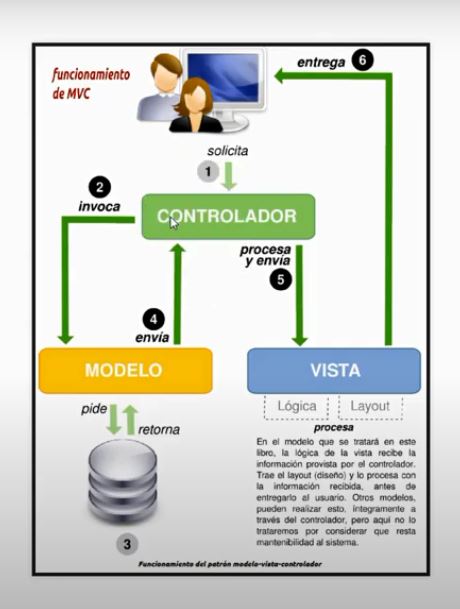 funcionamiento
de MVC
entrega 6
solicita
1
2
invoca
CONTROLADOR
procesa
y envía
5
4
envía
MODELO
VISTA
Lógica
Layout
pide
retorna
procesa
En el modelo que se tratará en este
libro, la lógica de la vista recibe la
información provista por el controlador.
Trae el layout (diseño) y lo procesa con
la información recibida, antes de
entregarlo al usuario. Otros modelos,
pueden realizar esto, íntegramente a
través del controlador, pero aquí no lo
trataremos por considerar que resta
mantenibilidad al sistema.
3
Funcionamiento del patrón modelo-vista-controlador